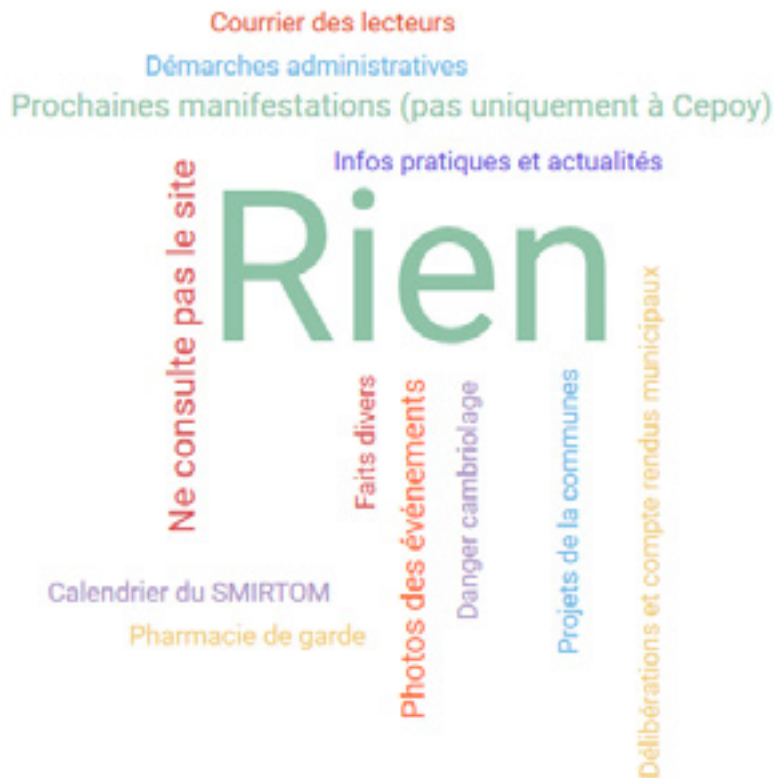 Courrier des lecteurs
Démarches administratives
Prochaines manifestations (pas uniquement à Cepoy)
Infos pratiques et actualités
Ne consulte pas le site
Rien
Faits divers
Photos des événements
Danger cambriolage
Projets de la communes
Délibérations et compte rendus municipaux
Calendrier du SMIRTOM
Pharmacie de garde